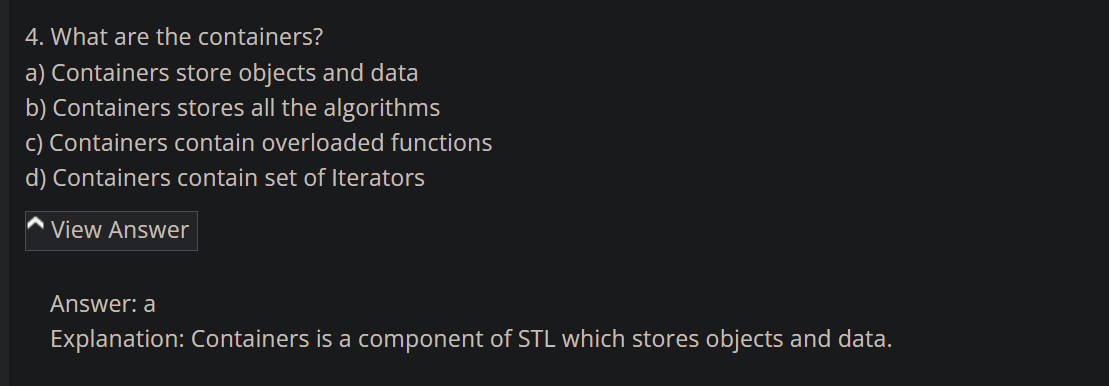 4. What are the containers?
a) Containers store objects and data
b) Containers stores all the algorithms
c) Containers contain overloaded functions
d) Containers contain set of Iterators
View Answer
Answer: a
Explanation: Containers is a component of STL which stores objects and data.